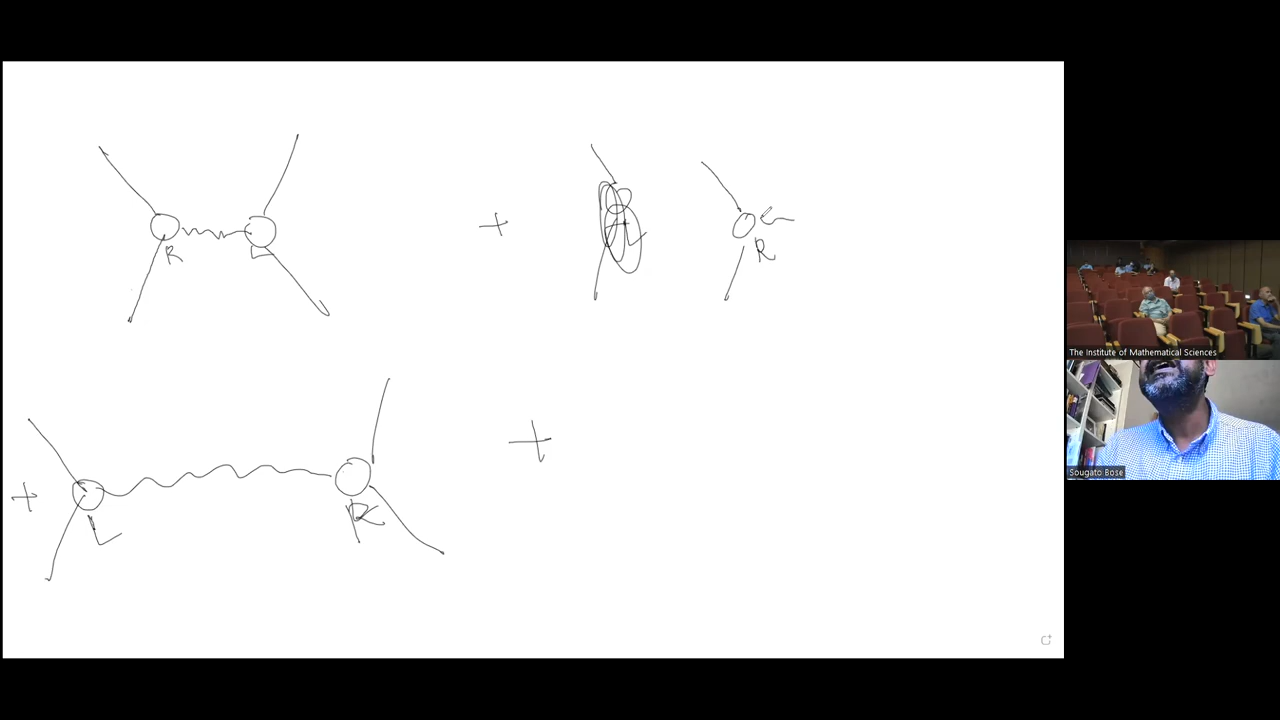 R L + R
+ L R +
The Institute of Mathematical Sciences
Sougato Bose